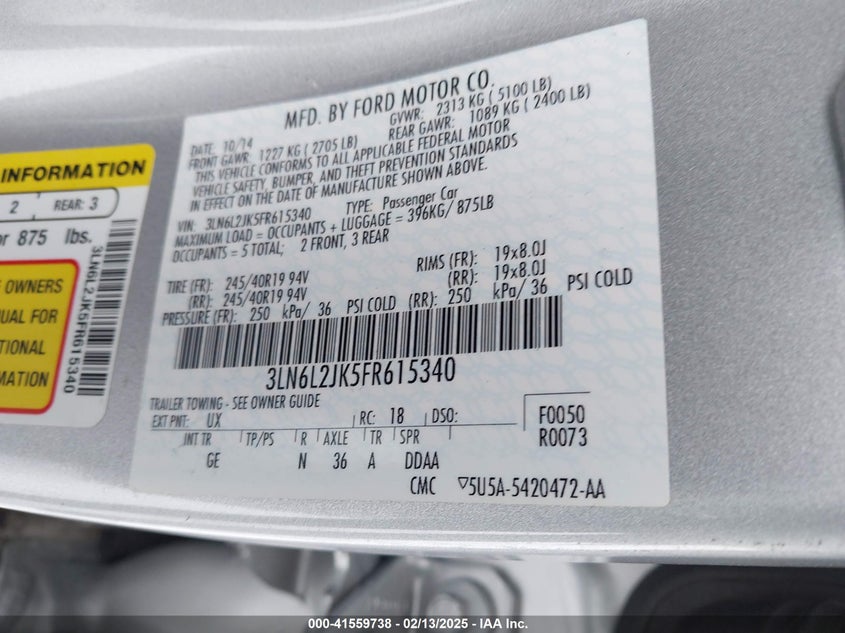 INFORMATION
2 REAR: 3
875 lbs.
OWNERS
FOR
3LN6L2JK5FR615340
MFD. BY FORD MOTOR CO.
DATE 10/14 GVWR: 2313 KG ( 5100 LB)
FRONT GAWR: 1227 KG ( 2705 LB) REAR GAWR: 1089 KG ( 2400 LB)
THIS VEHICLE CONFORMS TO ALL APPLICABLE FEDERAL MOTOR
VEHICLE SAFETY, BUMPER, AND THEFT PREVENTION STANDARDS
IN EFFECT ON THE DATE OF MANUFACTURE SHOWN ABOVE.
VIN: 3LN6L2JK5FR615340 TYPE: Passenger Car
MAXIMUM LOAD = OCCUPANTS + LUGGAGE = 396KG/ 875LB
OCCUPANTS = 5 TOTAL; 2 FRONT, 3 REAR
TIRE (FR): 245/40R19 94V RIMS (FR): 19x8.0J
(RR): 245/40R19 94V (RR): 19x8.0J
PRESSURE (FR): 250 kPa/ 36 PSI COLD (RR): 250 kPa/ 36 PSI COLD
3LN6L2JK5FR615340
TRAILER TOWING - SEE OWNER GUIDE
EXT PNT: UX RC: 18 DSO: F0050
INT TR TP/PS R AXLE TR SPR R0073
GE N 36 A DDAA
CMC ▽5U5A-5420472-AA
000-41559738 - 02/13/2025 - IAA Inc.